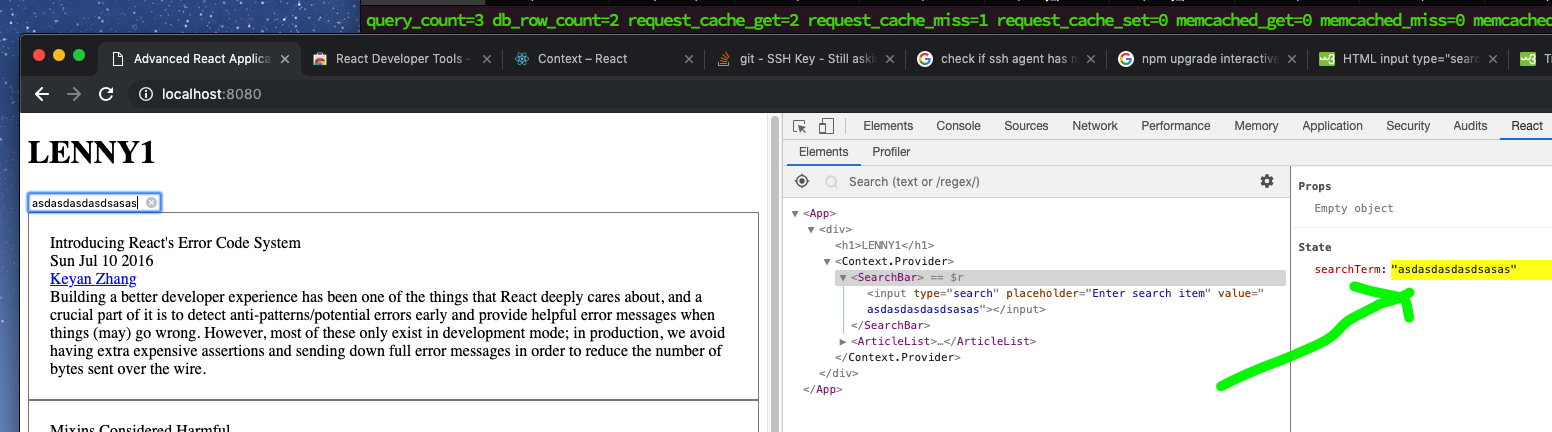 query_count=3 db_row_count=2 request_cache_get=2 request_cache_miss=1 request_cache_set=0 memcached_get=0 memcached_miss=0 memcached
Advanced React Applica
React Developer Tools –
Context – React
git - SSH Key - Still aski
check if ssh agent has n
npm upgrade interactive
HTML input type="sear
localhost:8080
LENNY1
asdasdasdasdsasas
Introducing React's Error Code System
Sun Jul 10 2016
Keyan Zhang
Building a better developer experience has been one of the things that React deeply cares about, and a
crucial part of it is to detect anti-patterns/potential errors early and provide helpful error messages when
things (may) go wrong. However, most of these only exist in development mode; in production, we avoid
having extra expensive assertions and sending down full error messages in order to reduce the number of
bytes sent over the wire.
Mixins Considered Harmful
Elements Console Sources Network Performance Memory Application Security Audits React
Elements Profiler
Search (text or /regex/)
▼<App>
▼<div>
<h1>LENNY1</h1>
▼<Context.Provider>
▼<SearchBar> == $r
<input type="search" placeholder="Enter search item" value="
asdasdasdasdsasas"></input>
</SearchBar>
▶<ArticleList>…</ArticleList>
</Context.Provider>
</div>
</App>
Props
Empty object
State
searchTerm: "asdasdasdasdsasas"